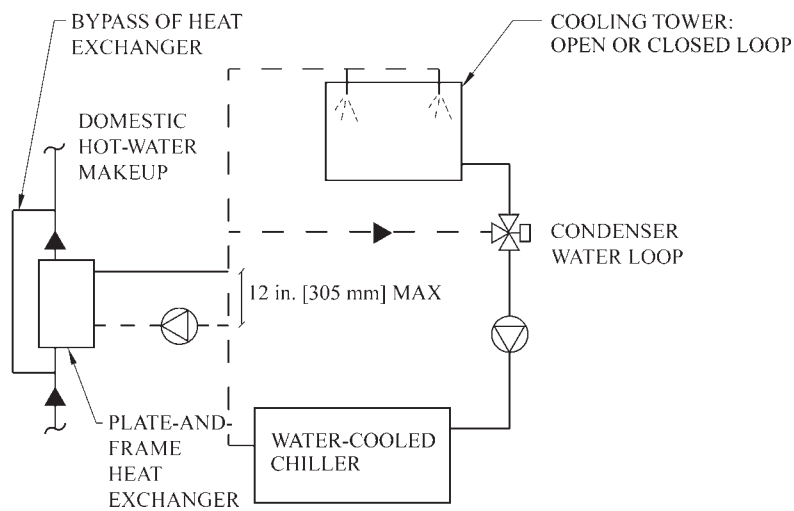 BYPASS OF HEAT
EXCHANGER
COOLING TOWER:
OPEN OR CLOSED LOOP
DOMESTIC
HOT-WATER
MAKEUP
CONDENSER
WATER LOOP
12 in. [305 mm] MAX
PLATE-AND-
FRAME
HEAT
EXCHANGER
WATER-COOLED
CHILLER